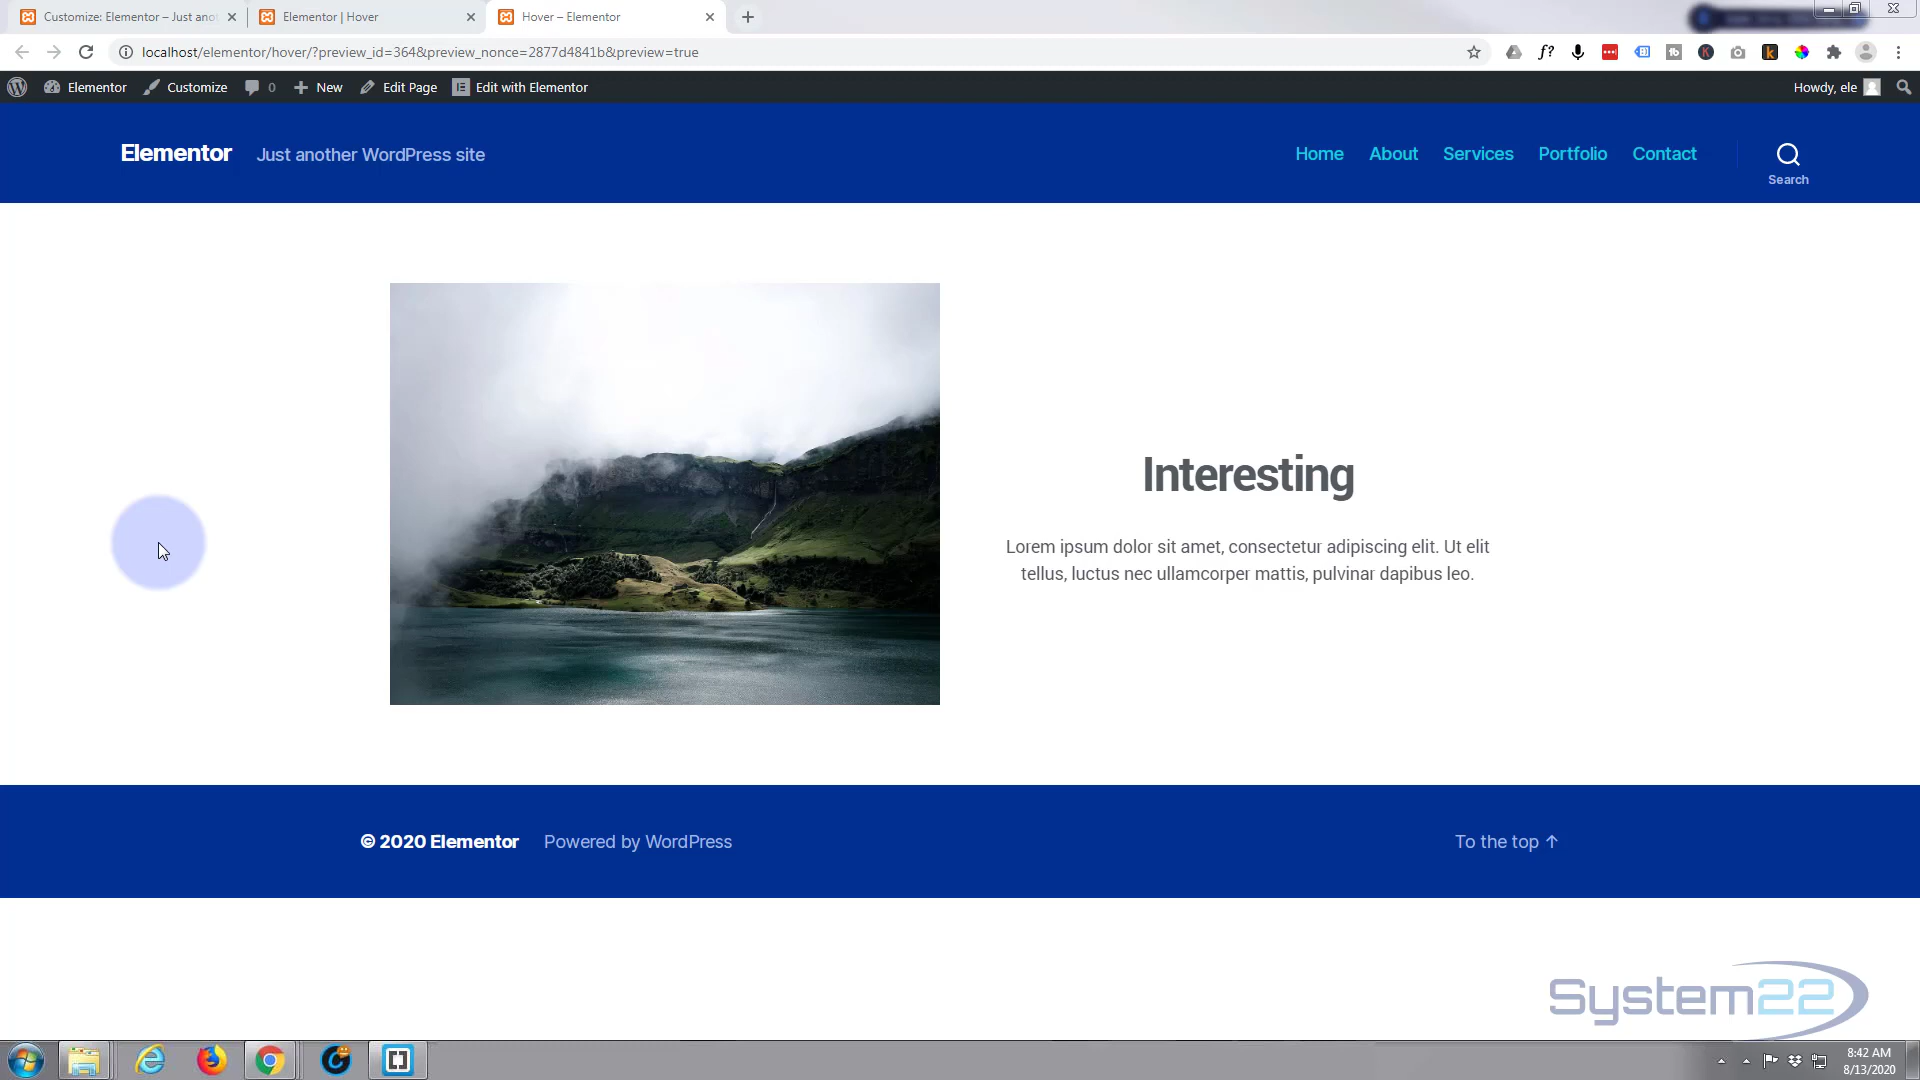 Customize: Elementor – Just ano
Elementor | Hover
Hover – Elementor
localhost/elementor/hover/?preview_id=364&preview_nonce=2877d4841b&preview=true
Elementor
Customize
0
New
Edit Page
Edit with Elementor
Howdy, ele
Elementor
Just another WordPress site
Home
About
Services
Portfolio
Contact
Search
Interesting
Lorem ipsum dolor sit amet, consectetur adipiscing elit. Ut elit
tellus, luctus nec ullamcorper mattis, pulvinar dapibus leo.
© 2020 Elementor
Powered by WordPress
To the top ↑
System22
8:42 AM
8/13/2020